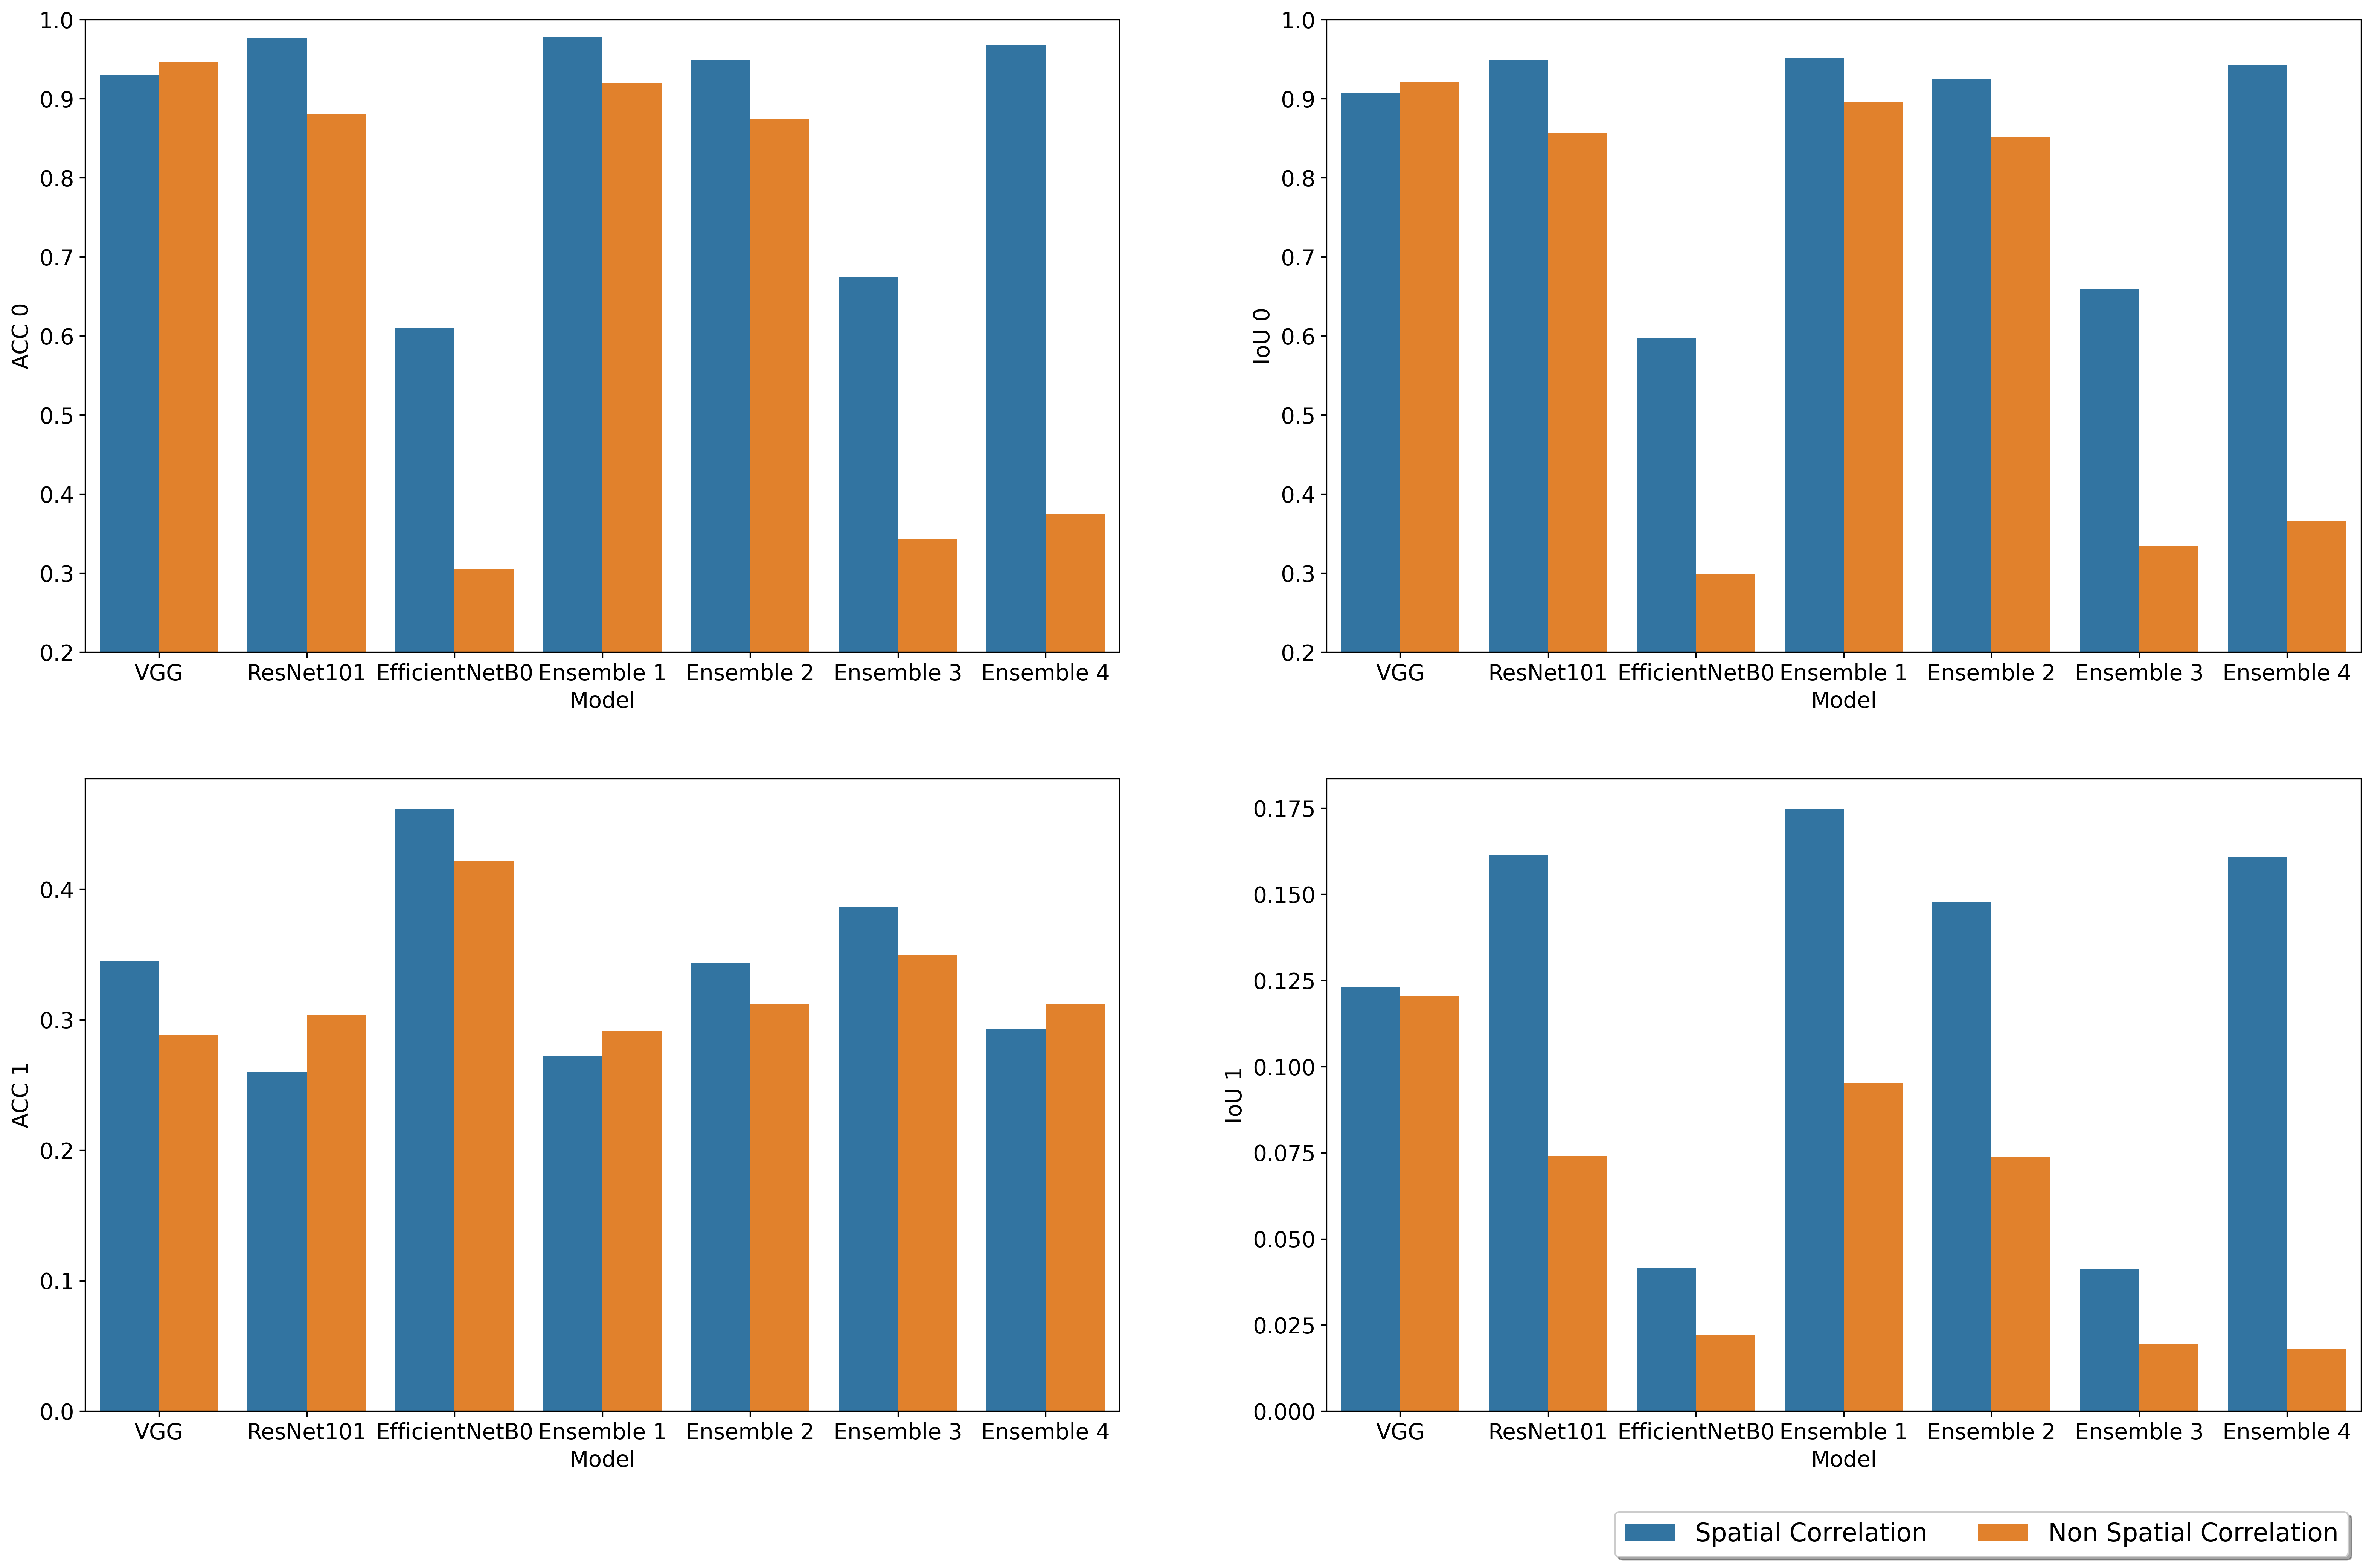 1.0
0.9
0.8
0.7
0.6
0.5
0.4
0.3
0.2
ACC 0
VGG ResNet101 EfficientNetB0 Ensemble 1 Ensemble 2 Ensemble 3 Ensemble 4
Model
1.0
0.9
0.8
0.7
0.6
0.5
0.4
0.3
0.2
IoU 0
VGG ResNet101 EfficientNetB0 Ensemble 1 Ensemble 2 Ensemble 3 Ensemble 4
Model
0.4
0.3
0.2
0.1
0.0
ACC 1
VGG ResNet101 EfficientNetB0 Ensemble 1 Ensemble 2 Ensemble 3 Ensemble 4
Model
0.175
0.150
0.125
0.100
0.075
0.050
0.025
0.000
IoU 1
VGG ResNet101 EfficientNetB0 Ensemble 1 Ensemble 2 Ensemble 3 Ensemble 4
Model
Spatial Correlation Non Spatial Correlation